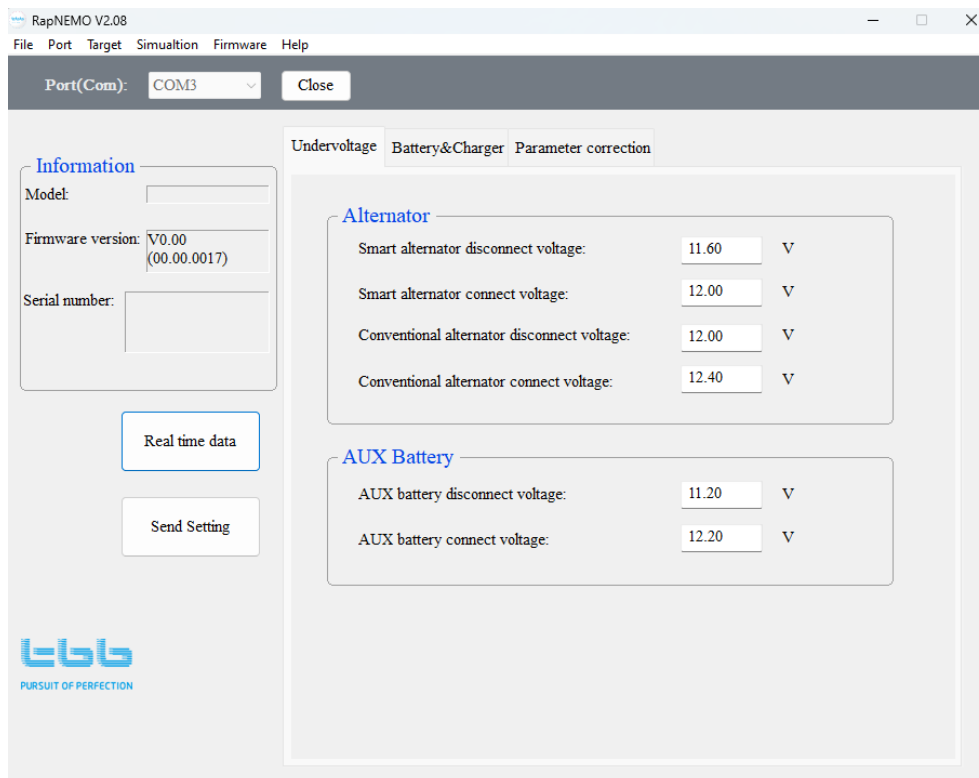 RapNEMO V2.08
File Port Target Simualtion Firmware Help
Port(Com): COM3 Close
Information
Model:
Firmware version: V0.00
(00.00.0017)
Serial number:
Real time data
Send Setting
tbb
PURSUIT OF PERFECTION
Undervoltage Battery&Charger Parameter correction
Alternator
Smart alternator disconnect voltage: 11.60 V
Smart alternator connect voltage: 12.00 V
Conventional alternator disconnect voltage: 12.00 V
Conventional alternator connect voltage: 12.40 V
AUX Battery
AUX battery disconnect voltage: 11.20 V
AUX battery connect voltage: 12.20 V